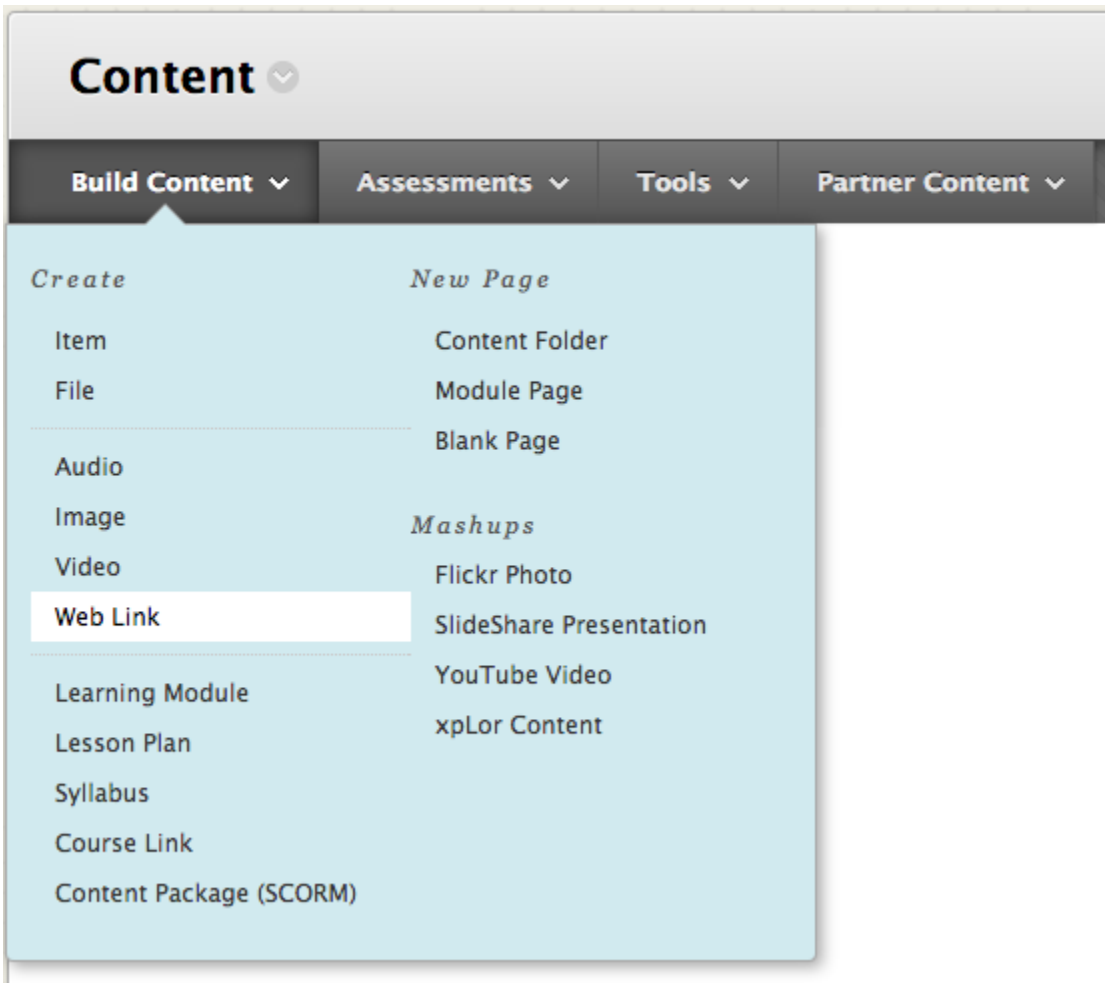 Content
Build Content
Assessments
Tools
Partner Content
Create
Item
File
Audio
Image
Video
Web Link
Learning Module
Lesson Plan
Syllabus
Course Link
Content Package (SCORM)
New Page
Content Folder
Module Page
Blank Page
Mashups
Flickr Photo
SlideShare Presentation
YouTube Video
xpLor Content